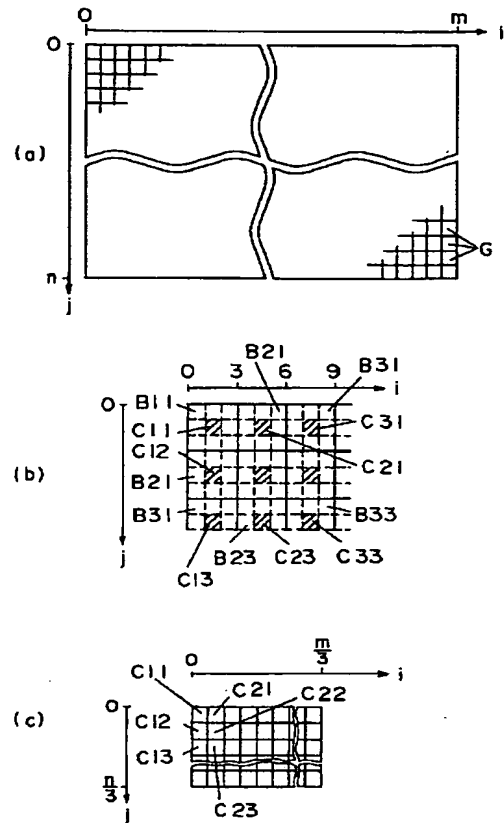 O m i
O
(a)
G
n
j
B21 B31
O 3 6 9
i
O
B11
C11 C31
C12
(b)
B21 C21
B31 B33
j
C13 B23 C23 C33
m/3
O
i
C11 C21 C22
O
(c) C12
C13
n/3
C23
j